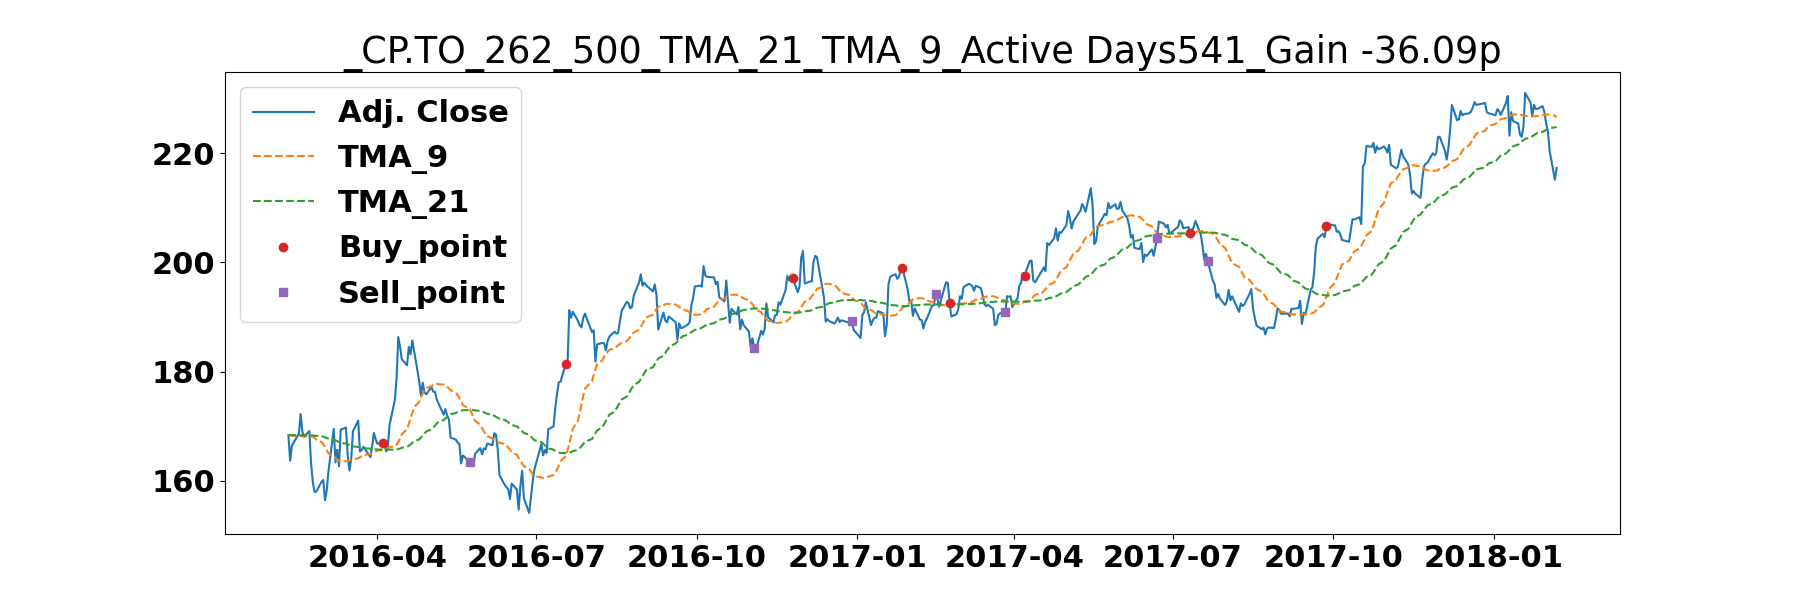 _CP.TO_262_500_TMA_21_TMA_9_Active Days541_Gain -36.09p
Adj. Close
TMA_9
TMA_21
Buy_point
Sell_point
220
200
180
160
2016-04 2016-07 2016-10 2017-01 2017-04 2017-07 2017-10 2018-01